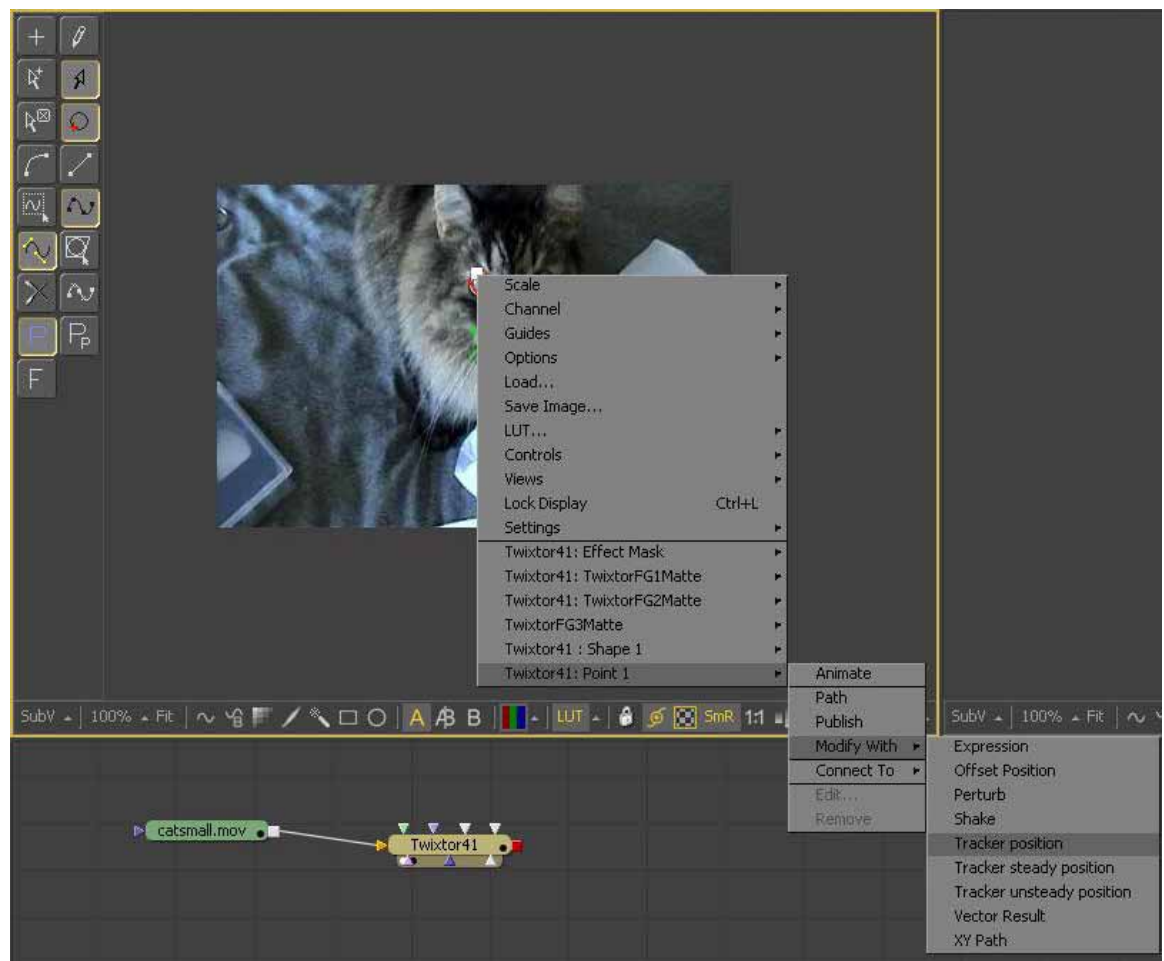 Scale
Channel
Guides
Options
Load...
Save Image...
LUT...
Controls
Views
Lock Display Ctrl+L
Settings
Twixtor41: Effect Mask
Twixtor41: TwixtorFG1Matte
Twixtor41: TwixtorFG2Matte
TwixtorFG3Matte
Twixtor41 : Shape 1
Twixtor41: Point 1
Animate
Path
Publish
Modify With
Connect To
Edit...
Remove
Expression
Offset Position
Perturb
Shake
Tracker position
Tracker steady position
Tracker unsteady position
Vector Result
XY Path
P
Pp
F
SubV 100% Fit A AB B LUT SmR 1:1
SubV 100% Fit
catsmall.mov
Twixtor41